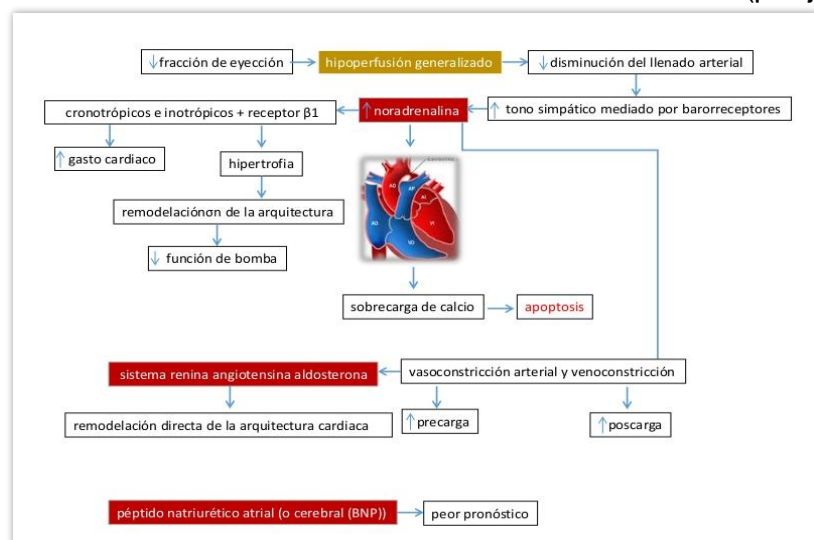 ↓fracción de eyección
hipoperfusión generalizado
↓disminución del llenado arterial
cronotrópicos e inotrópicos + receptor β1
↑noradrenalina
↑ tono simpático mediado por barorreceptores
↑gasto cardiaco
hipertrofia
remodelaciónσn de la arquitectura
↓ función de bomba
AO
AP
AI
AD
VI
VD
sobrecarga de calcio
apoptosis
sistema renina angiotensina aldosterona
vasoconstricción arterial y venoconstricción
remodelación directa de la arquitectura cardiaca
↑precarga
↑poscarga
péptido natriurético atrial (o cerebral (BNP))
peor pronóstico